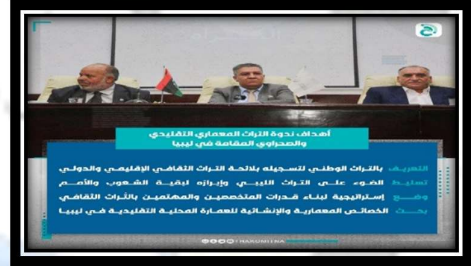 أهداف ندوة التراث المعماري التقليدي
والصحراوي المقامة في ليبيا
التعريف بالتراث الوطني لتسجيله بلائحة التراث الثقافي الإقليمي والدولي
تسليط الضوء على التراث الليبي وإبرازه لبقية الشعوب والأمم
وضع إستراتيجية لبناء قدرات المتخصصين والمهتمين بالتراث الثقافي
بحث الخصائص المعمارية والإنشائية للعمارة المحلية التقليدية في ليبيا
HAKOMITNA